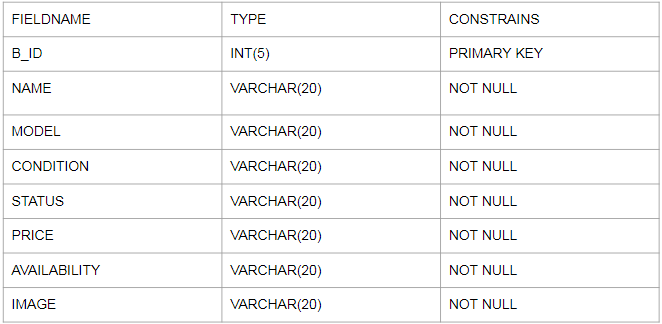 FIELDNAME TYPE CONSTRAINS
B_ID INT(5) PRIMARY KEY
NAME VARCHAR(20) NOT NULL
MODEL VARCHAR(20) NOT NULL
CONDITION VARCHAR(20) NOT NULL
STATUS VARCHAR(20) NOT NULL
PRICE VARCHAR(20) NOT NULL
AVAILABILITY VARCHAR(20) NOT NULL
IMAGE VARCHAR(20) NOT NULL